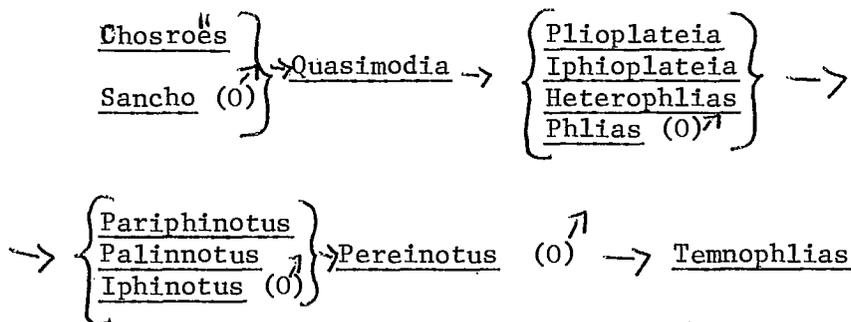 Chosroës
Sancho (0)
→ Quasimodia →
Plioplateia
Iphioplateia
Heterophlias
Phlias (0)
→
→
Pariphinotus
Palinnotus
Iphinotus (0)
→ Pereinotus (0) → Temnophlias